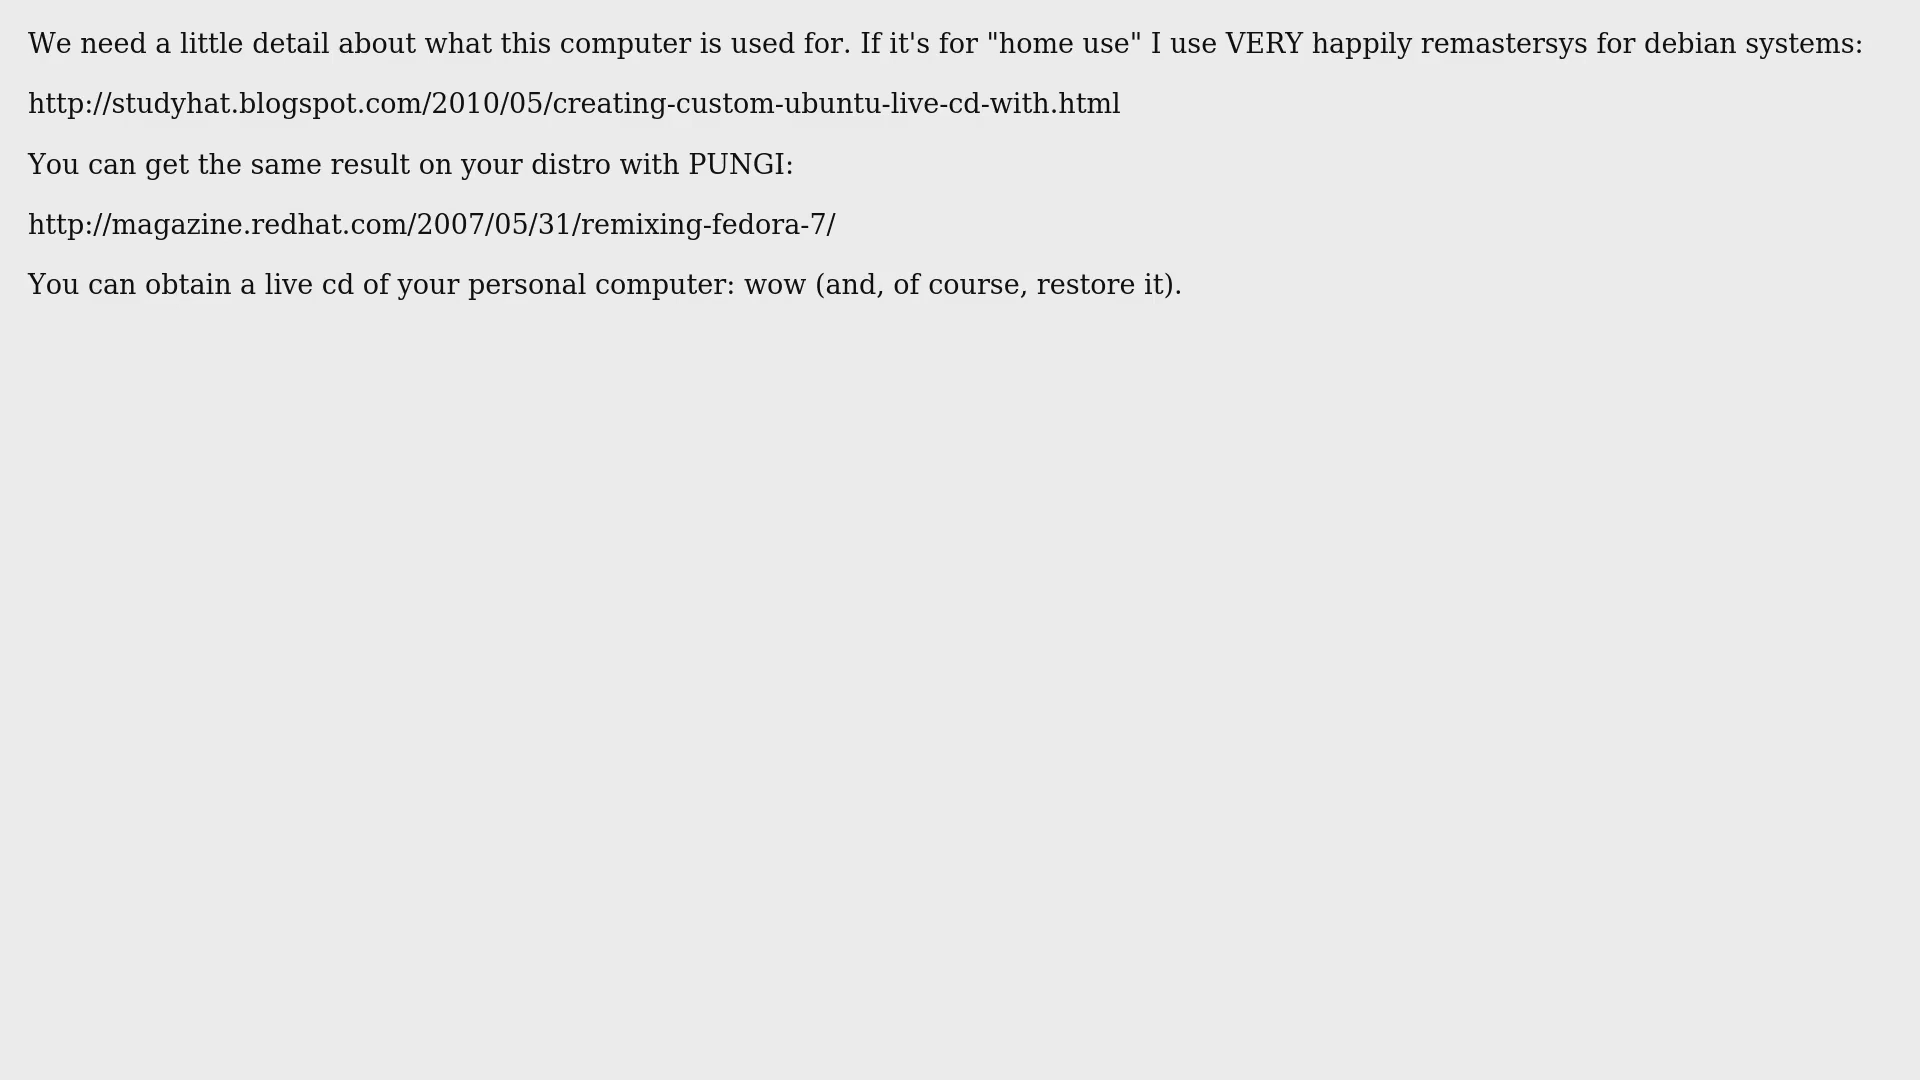 We need a little detail about what this computer is used for. If it's for "home use" I use VERY happily remastersys for debian systems:
http://studyhat.blogspot.com/2010/05/creating-custom-ubuntu-live-cd-with.html
You can get the same result on your distro with PUNGI:
http://magazine.redhat.com/2007/05/31/remixing-fedora-7/
You can obtain a live cd of your personal computer: wow (and, of course, restore it).